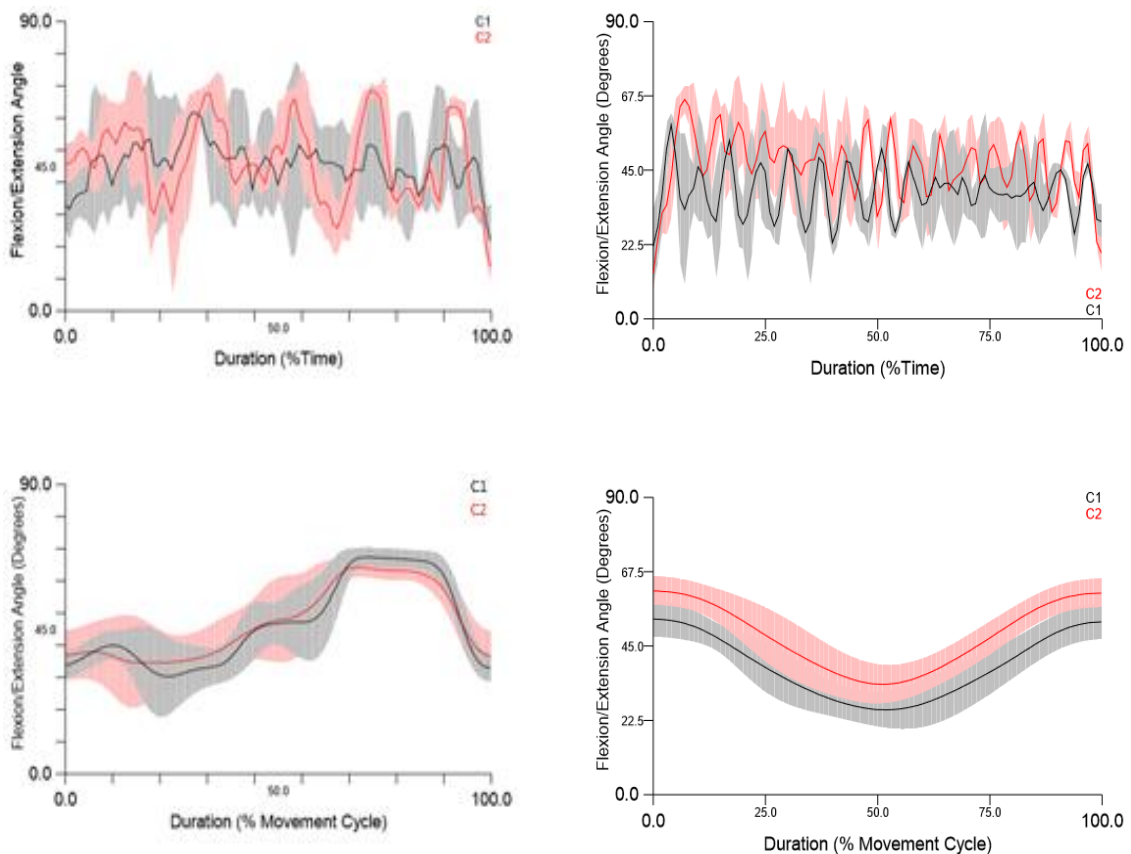 90.0
C1
C2
Flexion/Extension Angle
45.0
0.0
0.0
50.0
100.0
Duration (%Time)
90.0
Flexion/Extension Angle (Degrees)
67.5
45.0
22.5
C2
C1
0.0
0.0
25.0
50.0
75.0
100.0
Duration (%Time)
90.0
C1
C2
Flexion/Extension Angle (Degrees)
45.0
0.0
0.0
50.0
100.0
Duration (% Movement Cycle)
90.0
C1
C2
Flexion/Extension Angle (Degrees)
67.5
45.0
22.5
0.0
0.0
25.0
50.0
75.0
100.0
Duration (% Movement Cycle)